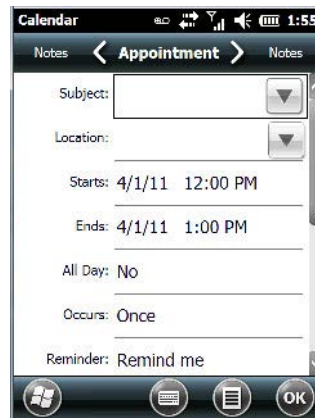 Calendar 1:55
Notes Appointment Notes
Subject:
Location:
Starts: 4/1/11 12:00 PM
Ends: 4/1/11 1:00 PM
All Day: No
Occurs: Once
Reminder: Remind me
OK